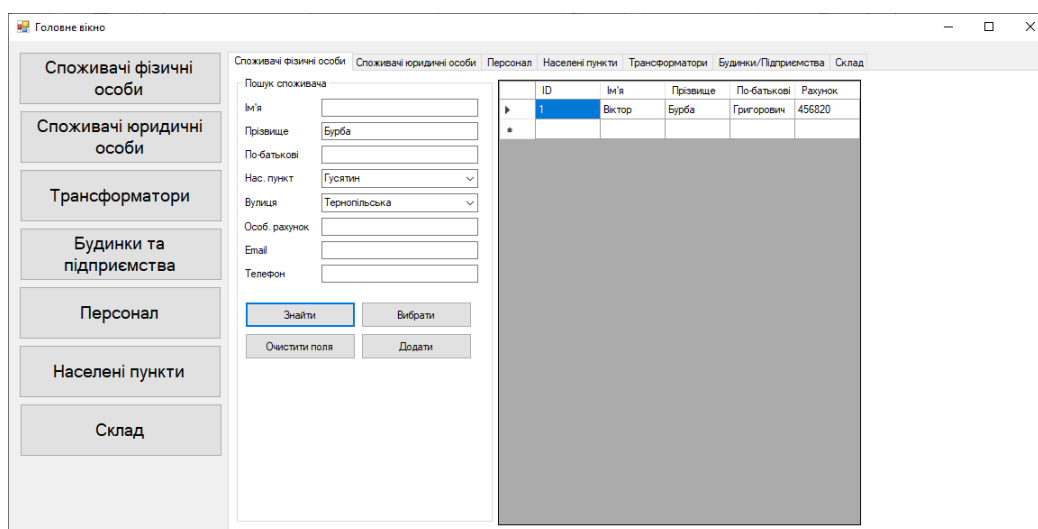 Головне вікно
Споживачі фізичні
особи
Споживачі юридичні
особи
Трансформатори
Будинки та
підприємства
Персонал
Населені пункти
Склад
Споживачі фізичні особи Споживачі юридичні особи Персонал Населені пункти Трансформатори Будинки/Підприємства Склад
Пошук споживача
Ім'я
Прізвище Бурба
По-батькові
Нас. пункт Гусятин
Вулиця Тернопільська
Особ. рахунок
Email
Телефон
Знайти Вибрати
Очистити поля Додати
ID Ім'я Прізвище По-батькові Рахунок
1 Віктор Бурба Григорович 456820